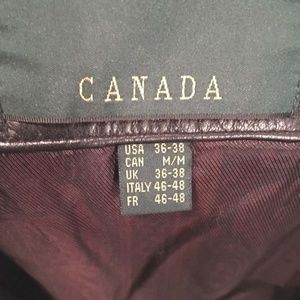 CANADA
USA 36-38
CAN M/M
UK 36-38
ITALY 46-48
FR 46-48